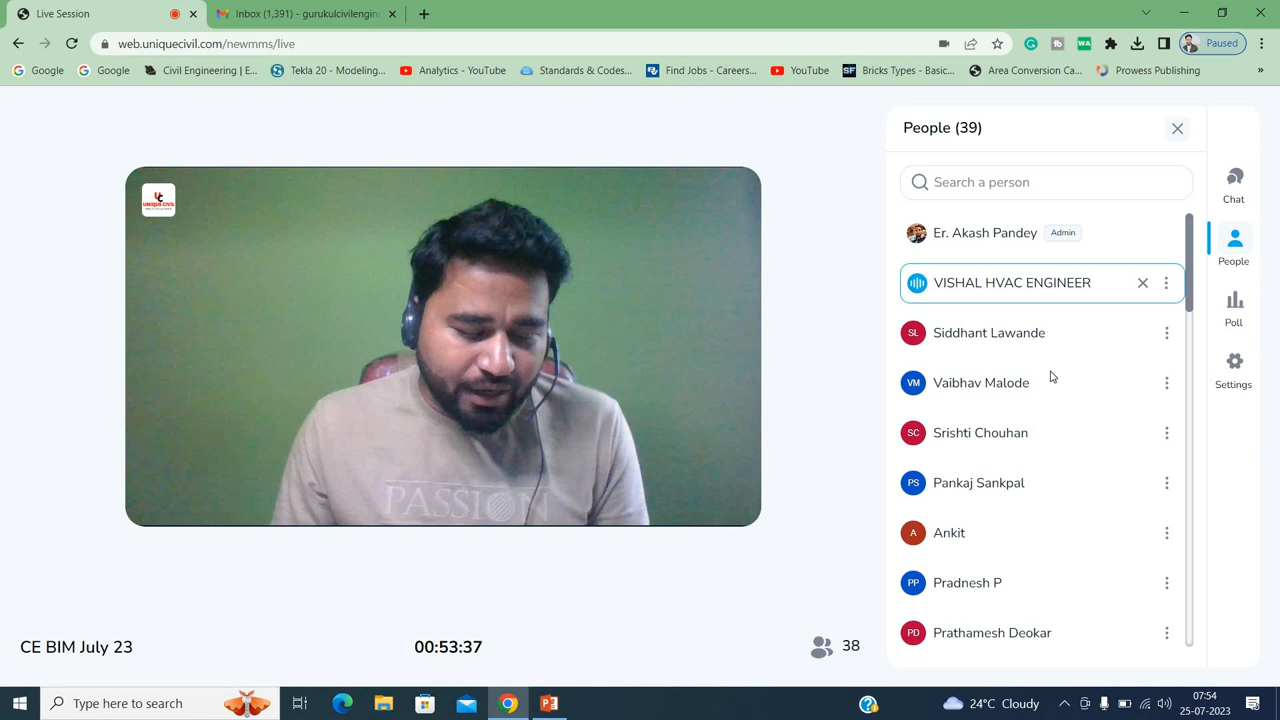 Live Session
Inbox (1,391) - gurukulcivilengin
web.uniquecivil.com/newmms/live
Paused
Google
Google
Civil Engineering | E...
Tekla 20 - Modeling...
Analytics - YouTube
Standards & Codes...
Find Jobs - Careers...
YouTube
Bricks Types - Basic...
Area Conversion Ca...
Prowess Publishing
»
UC
UNIQUE CIVIL
PASSION
CE BIM July 23
00:53:37
38
People (39)
Search a person
Er. Akash Pandey
Admin
VISHAL HVAC ENGINEER
SL
Siddhant Lawande
VM
Vaibhav Malode
SC
Srishti Chouhan
PS
Pankaj Sankpal
A
Ankit
PP
Pradnesh P
PD
Prathamesh Deokar
Chat
People
Poll
Settings
Type here to search
24°C Cloudy
07:54
25-07-2023